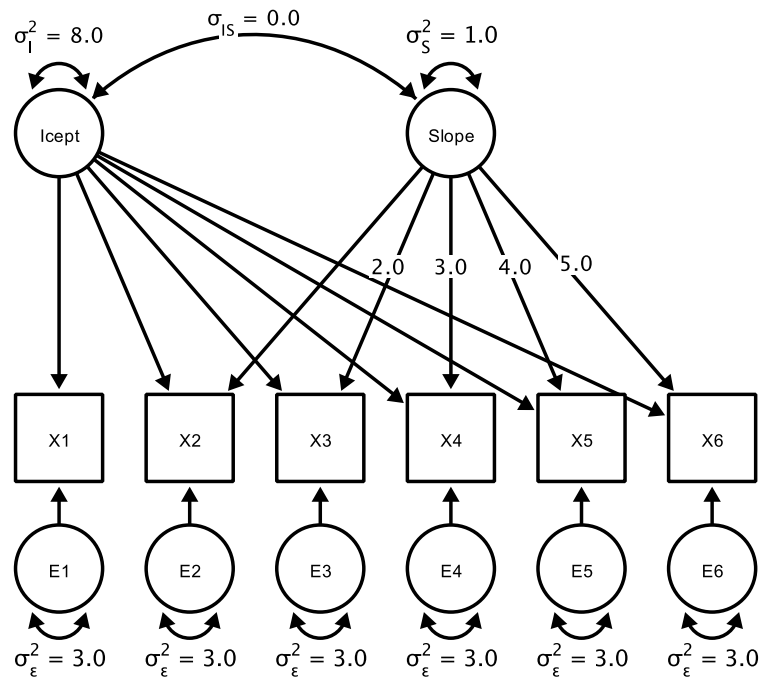 σ_IS = 0.0
σ²_I = 8.0
σ²_S = 1.0
Icept
Slope
2.0
3.0
4.0
5.0
X1
X2
X3
X4
X5
X6
E1
E2
E3
E4
E5
E6
σ²_ε = 3.0
σ²_ε = 3.0
σ²_ε = 3.0
σ²_ε = 3.0
σ²_ε = 3.0
σ²_ε = 3.0